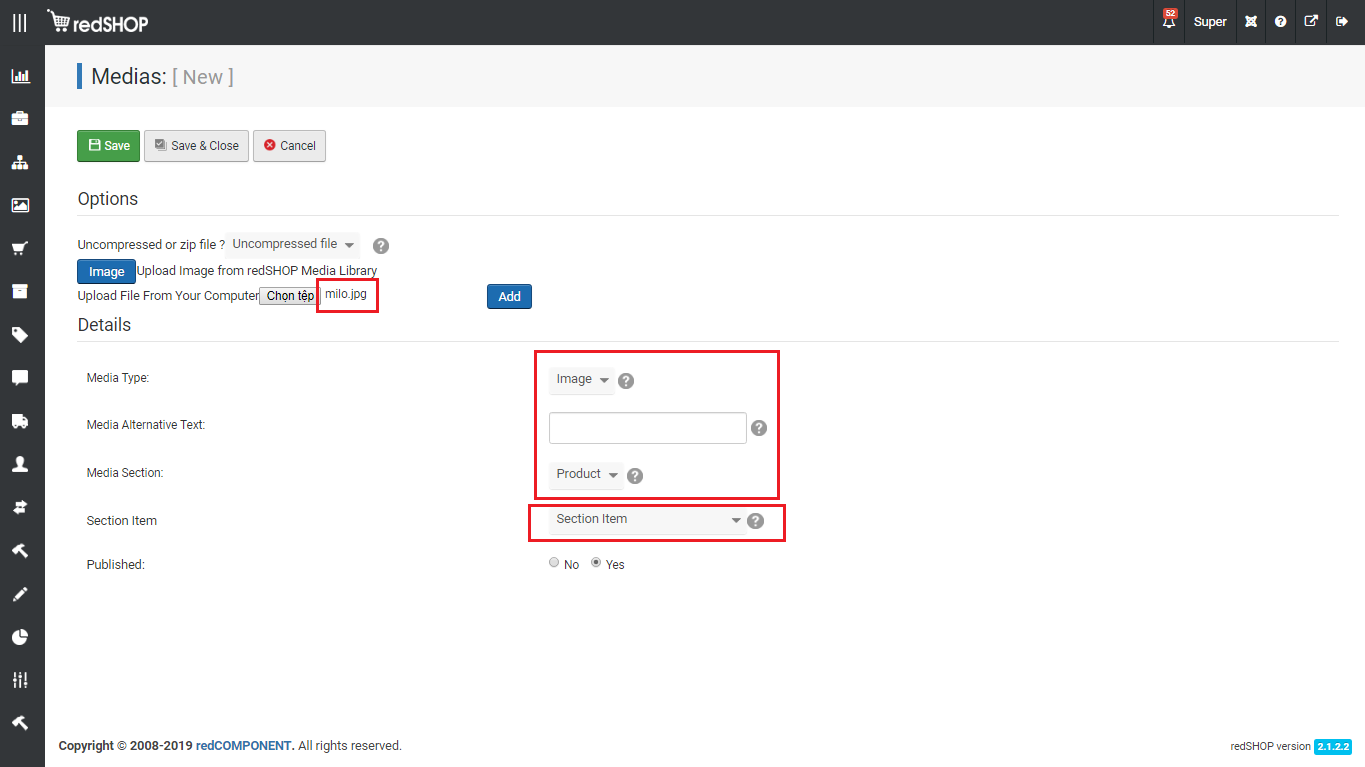 redSHOP
52
Super
Medias: [ New ]
Save
Save & Close
Cancel
Options
Uncompressed or zip file ? Uncompressed file
Image Upload Image from redSHOP Media Library
Upload File From Your Computer Chọn tệp milo.jpg Add
Details
Media Type: Image
Media Alternative Text:
Media Section: Product
Section Item Section Item
Published: No Yes
Copyright © 2008-2019 redCOMPONENT. All rights reserved.
redSHOP version 2.1.2.2